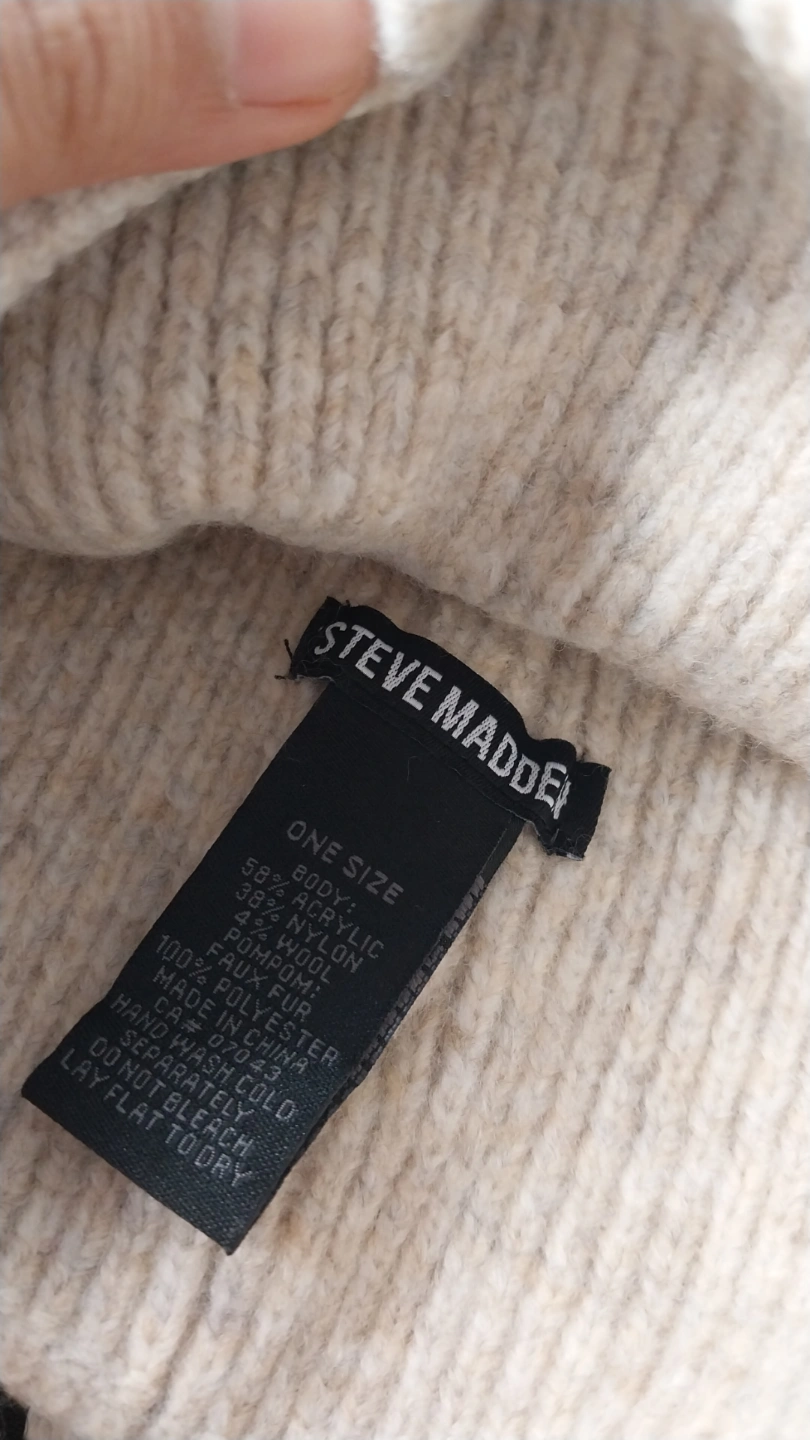 STEVE MADDEN
ONE SIZE
BODY:
58% ACRYLIC
38% NYLON
4% WOOL
POMPOM:
FAUX FUR
100% POLYESTER
MADE IN CHINA
CA# 07043
HAND WASH COLD
SEPARATELY
DO NOT BLEACH
LAY FLAT TO DRY